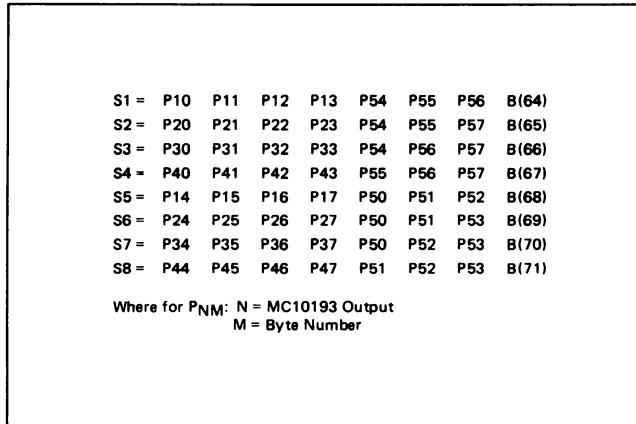 S1 = P10 P11 P12 P13 P54 P55 P56 B(64)
S2 = P20 P21 P22 P23 P54 P55 P57 B(65)
S3 = P30 P31 P32 P33 P54 P56 P57 B(66)
S4 = P40 P41 P42 P43 P55 P56 P57 B(67)
S5 = P14 P15 P16 P17 P50 P51 P52 B(68)
S6 = P24 P25 P26 P27 P50 P51 P53 B(69)
S7 = P34 P35 P36 P37 P50 P52 P53 B(70)
S8 = P44 P45 P46 P47 P51 P52 P53 B(71)
Where for PNM: N = MC10193 Output
M = Byte Number